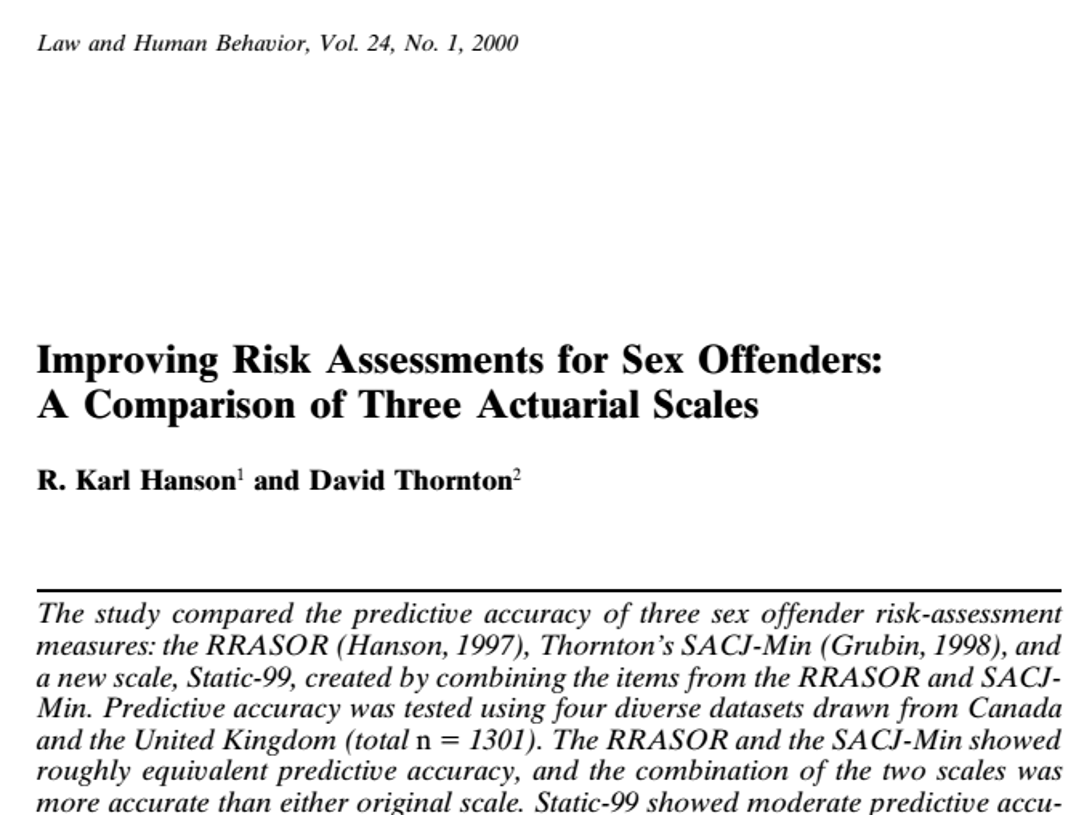 Law and Human Behavior, Vol. 24, No. 1, 2000
Improving Risk Assessments for Sex Offenders:
A Comparison of Three Actuarial Scales
R. Karl Hanson¹ and David Thornton²
The study compared the predictive accuracy of three sex offender risk-assessment
measures: the RRASOR (Hanson, 1997), Thornton's SACJ-Min (Grubin, 1998), and
a new scale, Static-99, created by combining the items from the RRASOR and SACJ-
Min. Predictive accuracy was tested using four diverse datasets drawn from Canada
and the United Kingdom (total n = 1301). The RRASOR and the SACJ-Min showed
roughly equivalent predictive accuracy, and the combination of the two scales was
more accurate than either original scale. Static-99 showed moderate predictive accu-